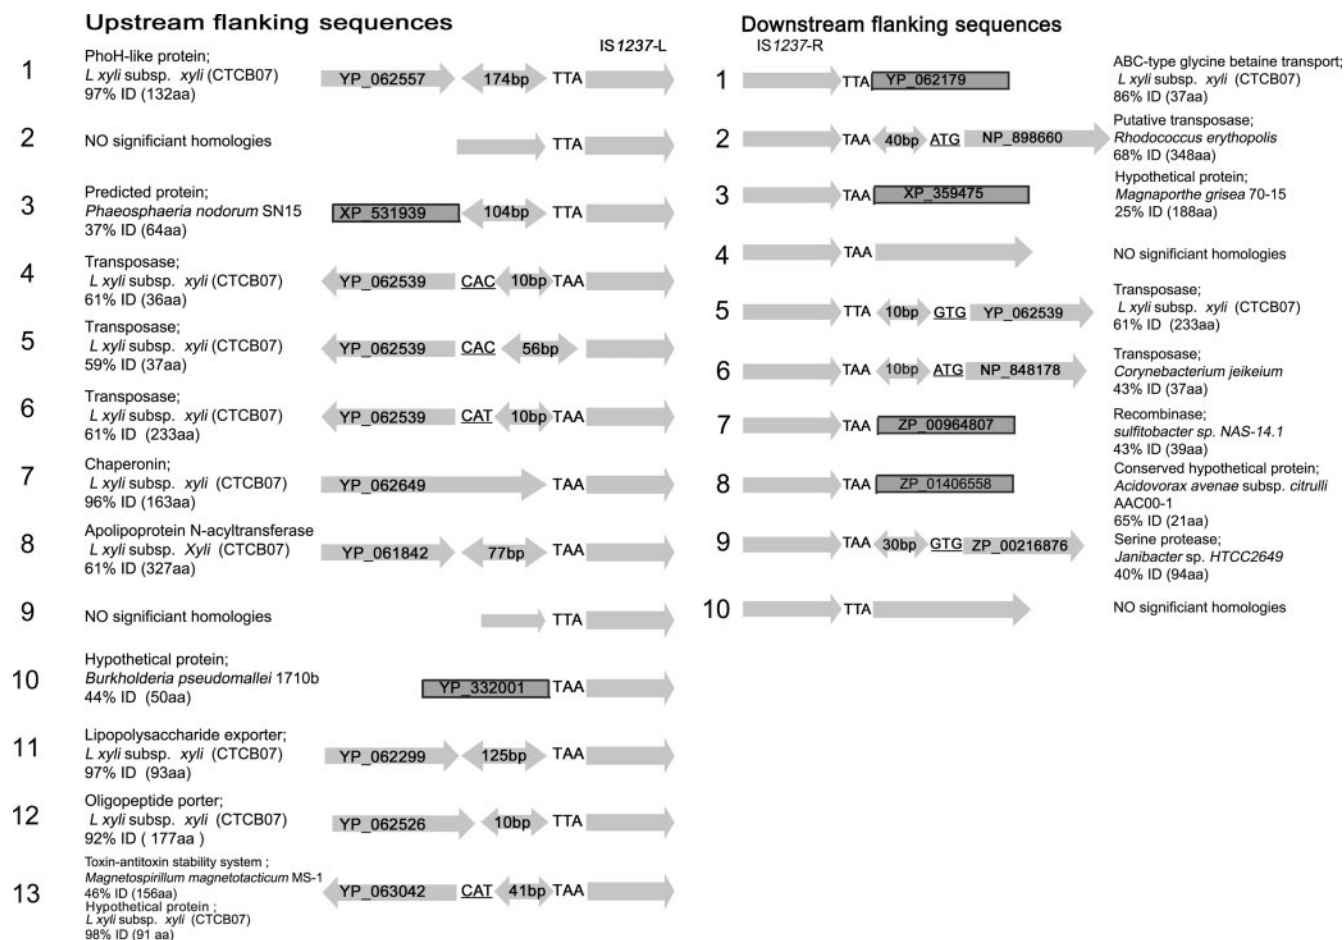 Upstream flanking sequences
IS1237-L
1
PhoH-like protein;
L xyli subsp. xyli (CTCB07)
97% ID (132aa)
YP_062557 174bp TTA
2
NO significiant homologies
TTA
3
Predicted protein;
Phaeosphaeria nodorum SN15
37% ID (64aa)
XP_531939 104bp TTA
4
Transposase;
L xyli subsp. xyli (CTCB07)
61% ID (36aa)
YP_062539 CAC 10bp TAA
5
Transposase;
L xyli subsp. xyli (CTCB07)
59% ID (37aa)
YP_062539 CAC 56bp
6
Transposase;
L xyli subsp. xyli (CTCB07)
61% ID (233aa)
YP_062539 CAT 10bp TAA
7
Chaperonin;
L xyli subsp. xyli (CTCB07)
96% ID (163aa)
YP_062649 TAA
8
Apolipoprotein N-acyltransferase
L xyli subsp. Xyli (CTCB07)
61% ID (327aa)
YP_061842 77bp TAA
9
NO significiant homologies
TTA
10
Hypothetical protein;
Burkholderia pseudomallei 1710b
44% ID (50aa)
YP_332001 TAA
11
Lipopolysaccharide exporter;
L xyli subsp. xyli (CTCB07)
97% ID (93aa)
YP_062299 125bp TAA
12
Oligopeptide porter;
L xyli subsp. xyli (CTCB07)
92% ID ( 177aa )
YP_062526 10bp TTA
13
Toxin-antitoxin stability system ;
Magnetospirillum magnetotacticum MS-1
46% ID (156aa)
Hypothetical protein ;
L xyli subsp. xyli (CTCB07)
98% ID (91 aa)
YP_063042 CAT 41bp TAA
Downstream flanking sequences
IS1237-R
1
TTA YP_062179
ABC-type glycine betaine transport;
L xyli subsp. xyli (CTCB07)
86% ID (37aa)
2
TAA 40bp ATG NP_898660
Putative transposase;
Rhodococcus erythopolis
68% ID (348aa)
3
TAA XP_359475
Hypothetical protein;
Magnaporthe grisea 70-15
25% ID (188aa)
4
TAA
NO significiant homologies
5
TTA 10bp GTG YP_062539
Transposase;
L xyli subsp. xyli (CTCB07)
61% ID (233aa)
6
TAA 10bp ATG NP_848178
Transposase;
Corynebacterium jeikeium
43% ID (37aa)
7
TAA ZP_00964807
Recombinase;
sulfitobacter sp. NAS-14.1
43% ID (39aa)
8
TAA ZP_01406558
Conserved hypothetical protein;
Acidovorax avenae subsp. citrulli
AAC00-1
65% ID (21aa)
9
TAA 30bp GTG ZP_00216876
Serine protease;
Janibacter sp. HTCC2649
40% ID (94aa)
10
TTA
NO significiant homologies